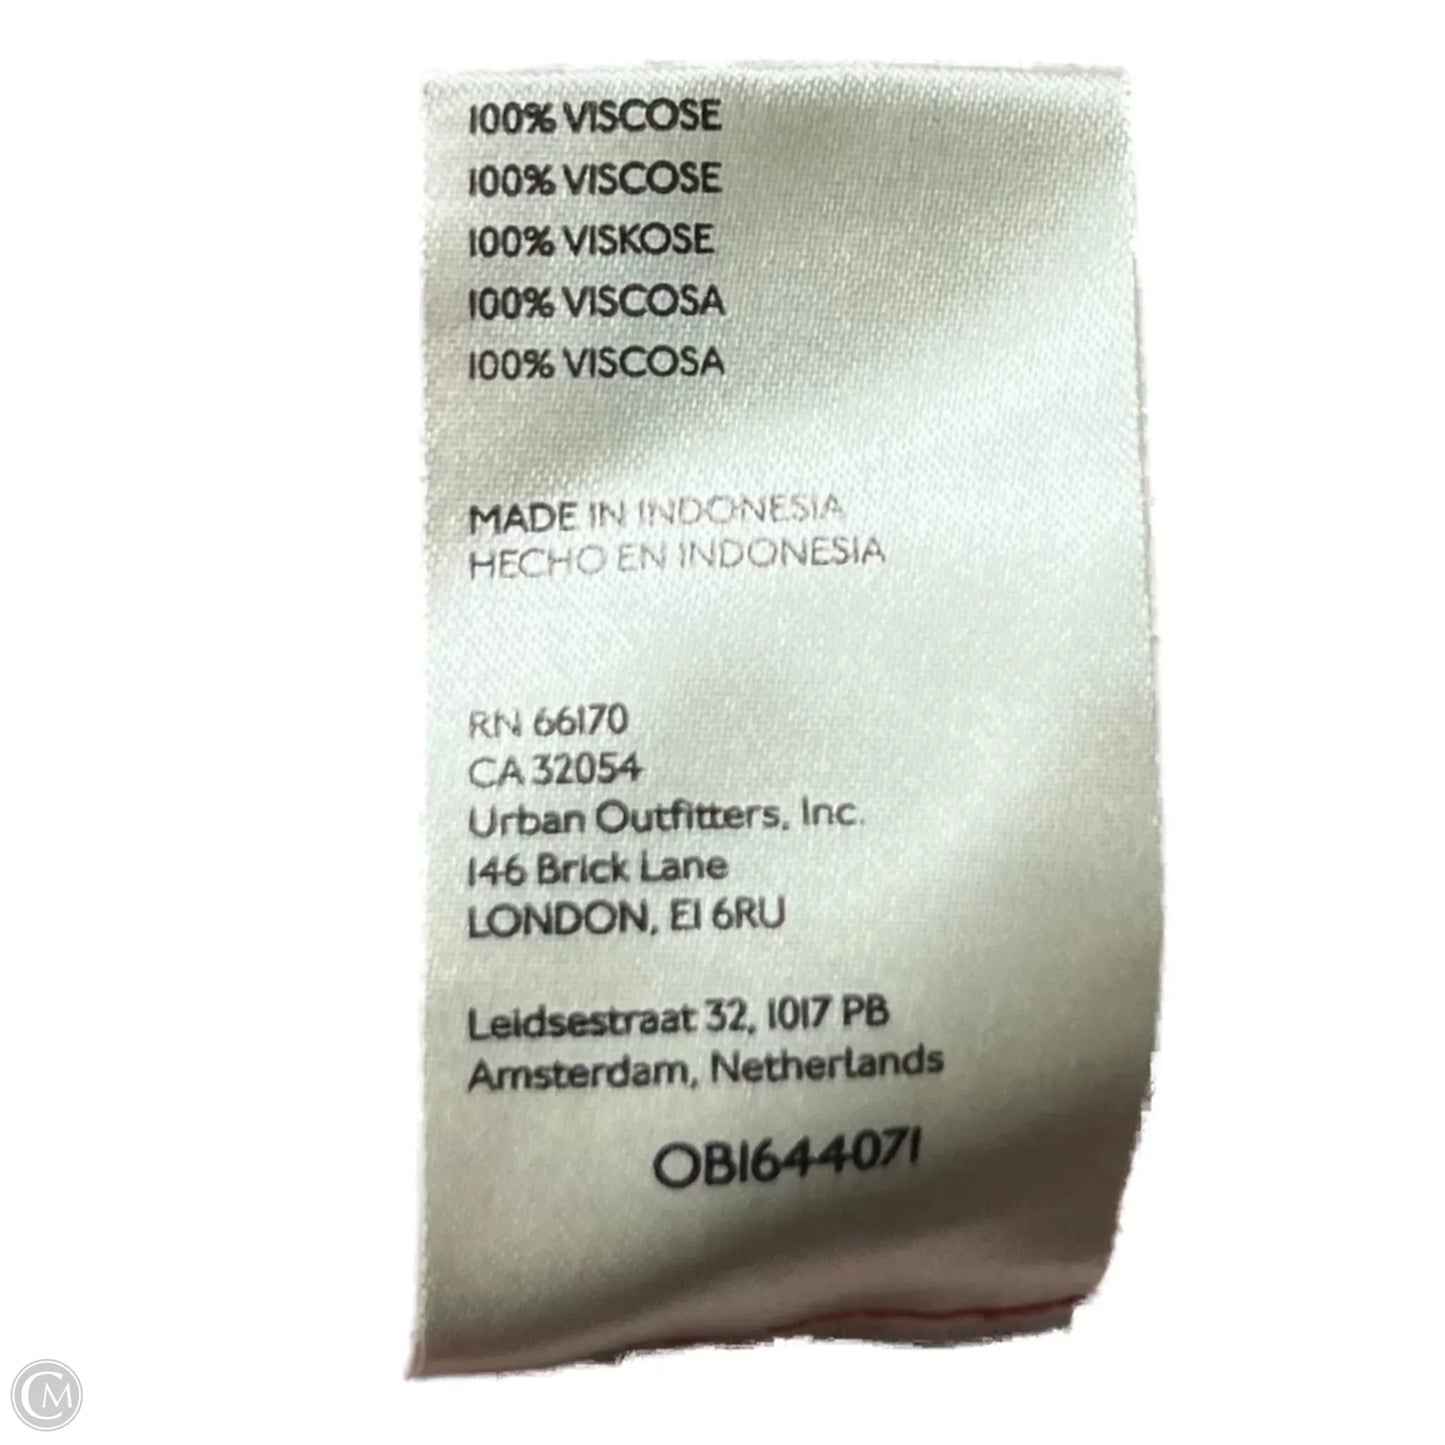 100% VISCOSE
100% VISCOSE
100% VISKOSE
100% VISCOSA
100% VISCOSA
MADE IN INDONESIA
HECHO EN INDONESIA
RN 66170
CA 32054
Urban Outfitters, Inc.
146 Brick Lane
LONDON, E1 6RU
Leidsestraat 32, 1017 PB
Amsterdam, Netherlands
OB1644071
CM